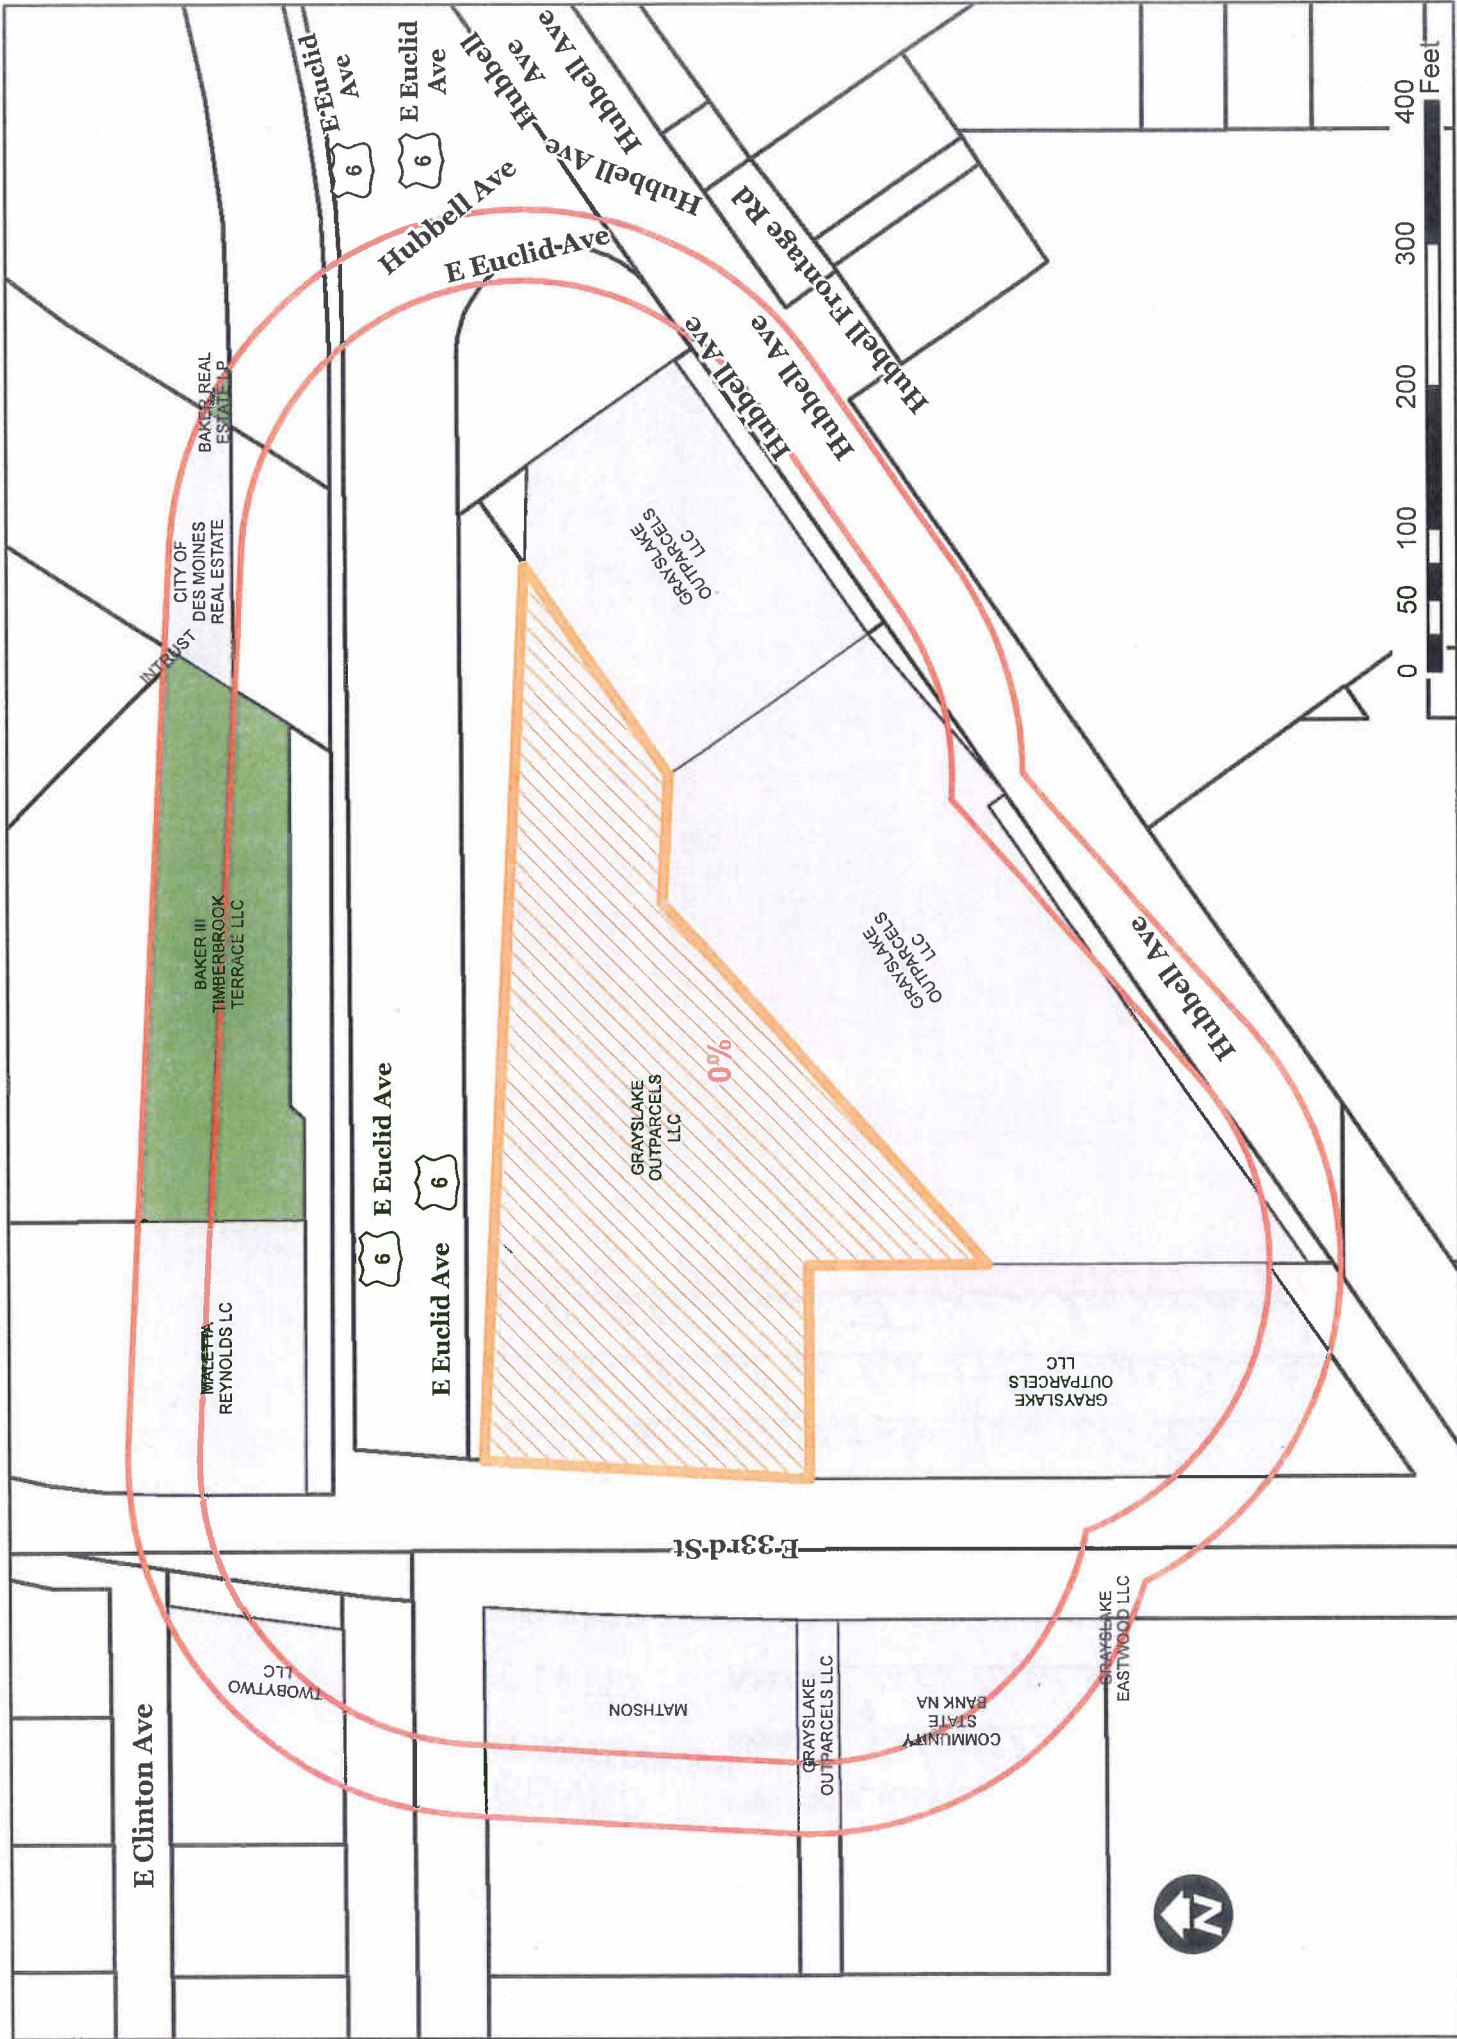 E Clinton Ave
TWOBYTWO
LLC
MALETTA
REYNOLDS LC
BAKER III
TIMBERBROOK
TERRACE LLC
INTRUST
CITY OF
DES MOINES
REAL ESTATE
BAKER REAL
ESTATE LP
E Euclid
Ave
6
E Euclid
Ave
6
6
E Euclid Ave
E Euclid Ave
6
Hubbell Ave
E Euclid Ave
Hubbell
Ave
Hubbell Ave
Hubbell Ave
Hubbell Ave
Hubbell Ave
Hubbell Frontage Rd
Hubbell Ave
GRAYSLAKE
OUTPARCELS
LLC
0%
GRAYSLAKE
OUTPARCELS
LLC
GRAYSLAKE
OUTPARCELS
LLC
GRAYSLAKE
OUTPARCELS
LLC
E 33rd St
MATHSON
GRAYSLAKE
OUTPARCELS LLC
COMMUNITY
STATE
BANK NA
GRAYSLAKE
EASTWOOD LLC
N
0 50 100 200 300 400
Feet